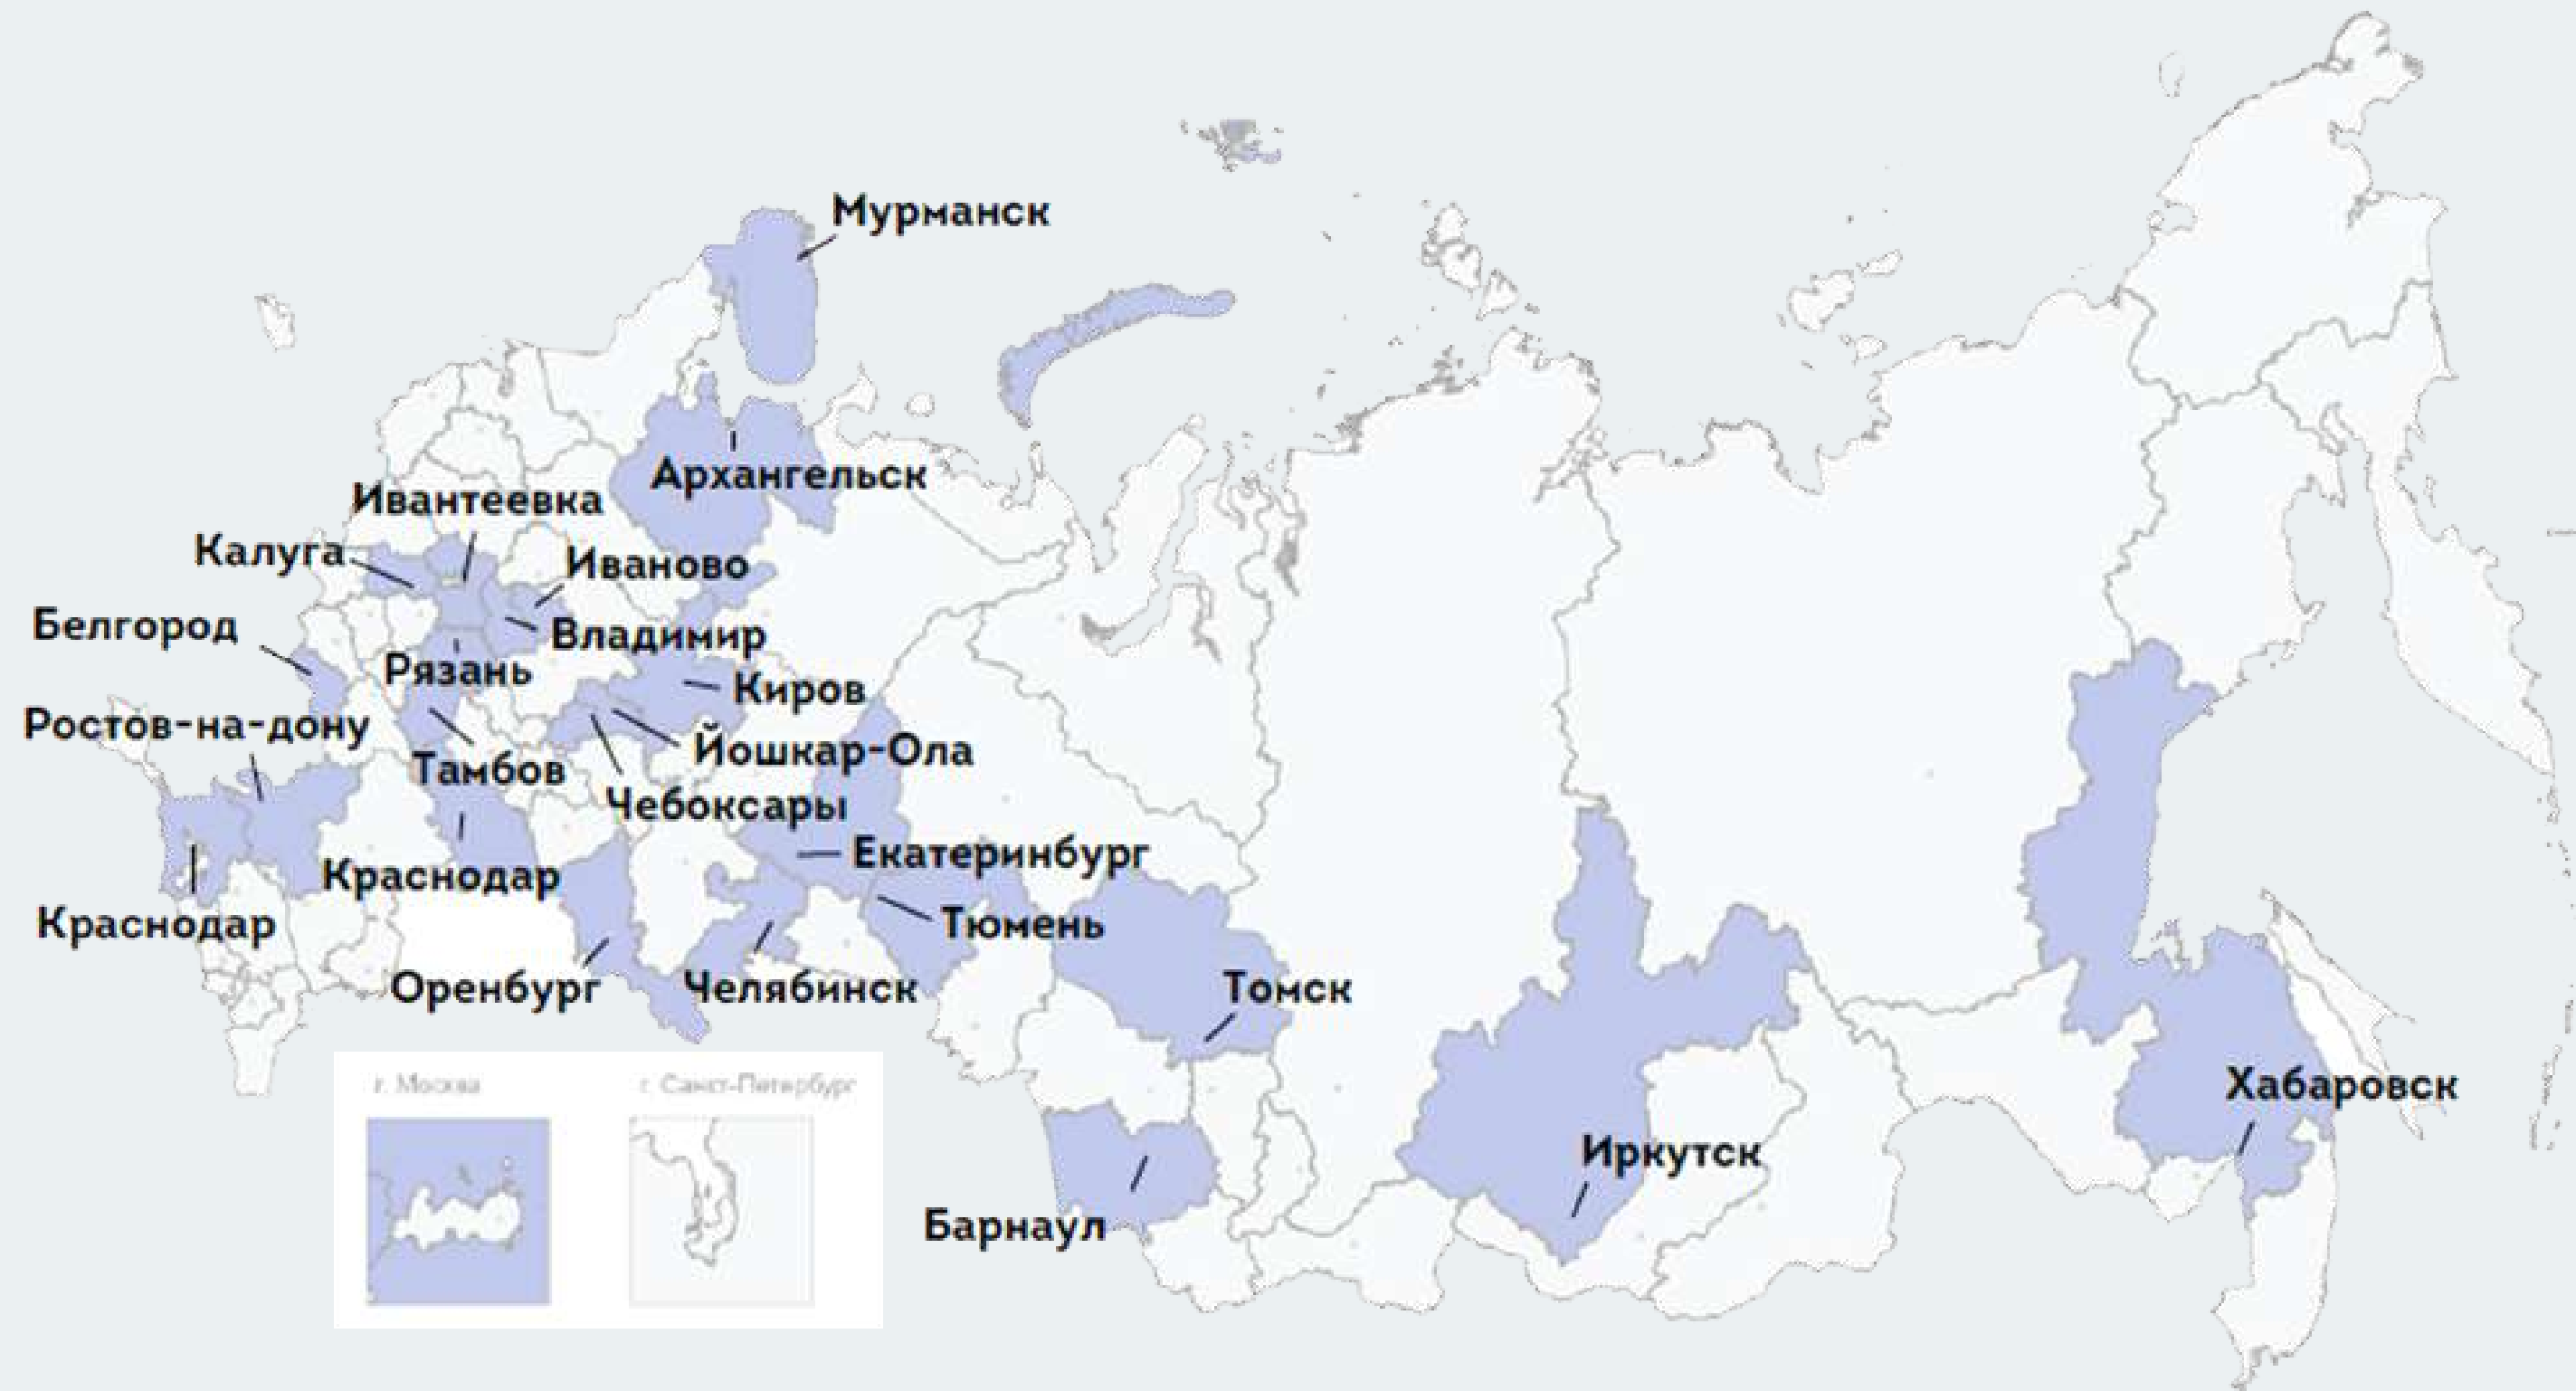 Мурманск
Архангельск
Ивантеевка
Калуга
Иваново
Белгород
Владимир
Рязань
Киров
Ростов-на-дону
Йошкар-Ола
Тамбов
Чебоксары
Екатеринбург
Краснодар
Краснодар
Тюмень
Оренбург
Челябинск
Томск
г. Москва
г. Санкт-Петербург
Хабаровск
Иркутск
Барнаул